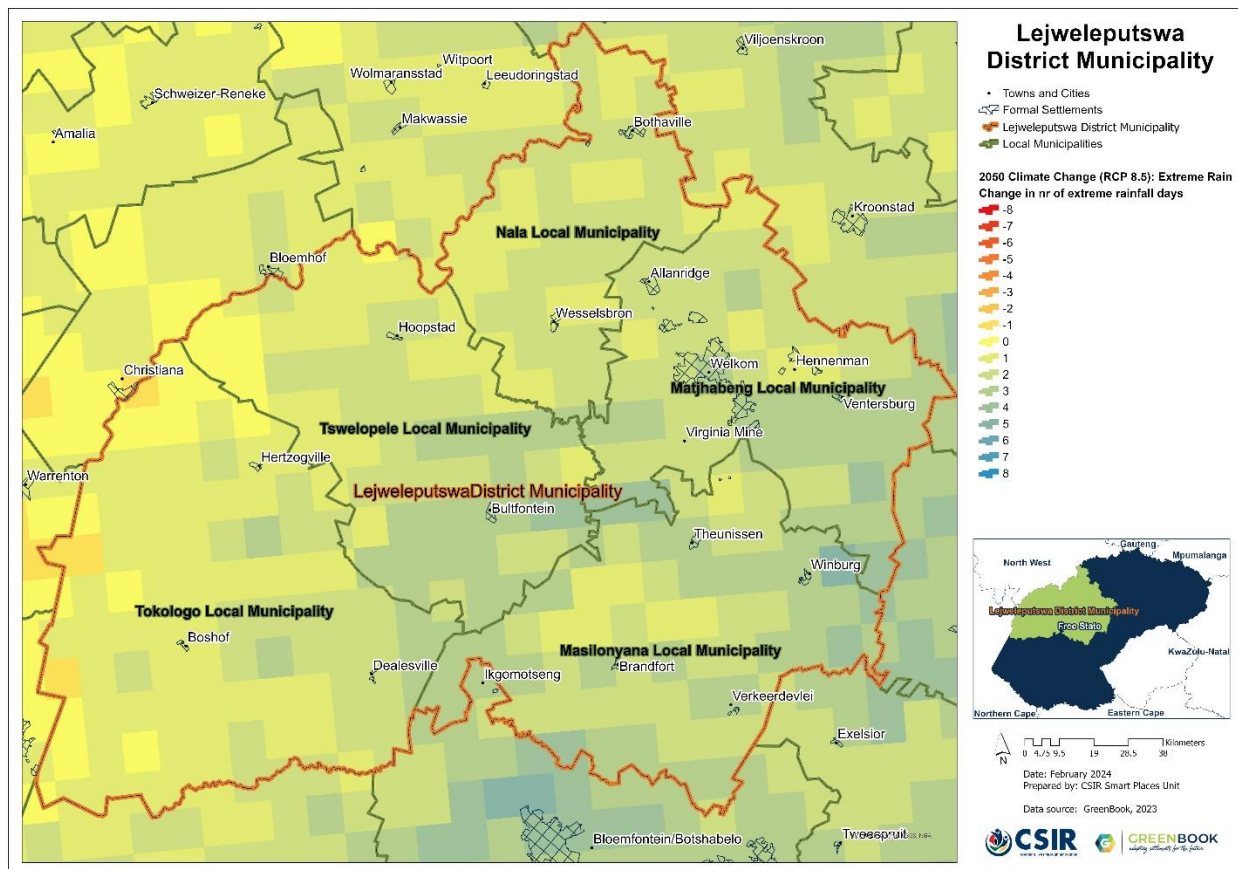 Lejweleputswa
District Municipality
Towns and Cities
Formal Settlements
Lejweleputswa District Municipality
Local Municipalities
2050 Climate Change (RCP 8.5): Extreme Rain
Change in nr of extreme rainfall days
-8
-7
-6
-5
-4
-3
-2
-1
0
1
2
3
4
5
6
7
8
Viljoenskroon
Witpoort
Wolmaransstad
Leeudoringstad
Schweizer-Reneke
Makwassie
Bothaville
Amalia
Kroonstad
Nala Local Municipality
Bloemhof
Allanridge
Wesselsbron
Hoopstad
Welkom
Hennenman
Christiana
Matjhabeng Local Municipality
Ventersburg
Tswelopele Local Municipality
Virginia Mine
Hertzogville
Warrenton
LejweleputswaDistrict Municipality
Bultfontein
Theunissen
Winburg
Tokologo Local Municipality
Boshof
Masilonyana Local Municipality
Brandfort
Dealesville
Ikgomotseng
Verkeerdevlei
Exelsior
Bloemfontein/Botshabelo
Tweespruit
Gauteng
North West
Mpumalanga
Lejweleputswa District Municipality
Free State
KwaZulu-Natal
Northern Cape
Eastern Cape
N
Kilometers
0 4.75 9.5 19 28.5 38
Date: February 2024
Prepared by: CSIR Smart Places Unit
Data source: GreenBook, 2023
CSIR
GREENBOOK
adapting settlements for the future